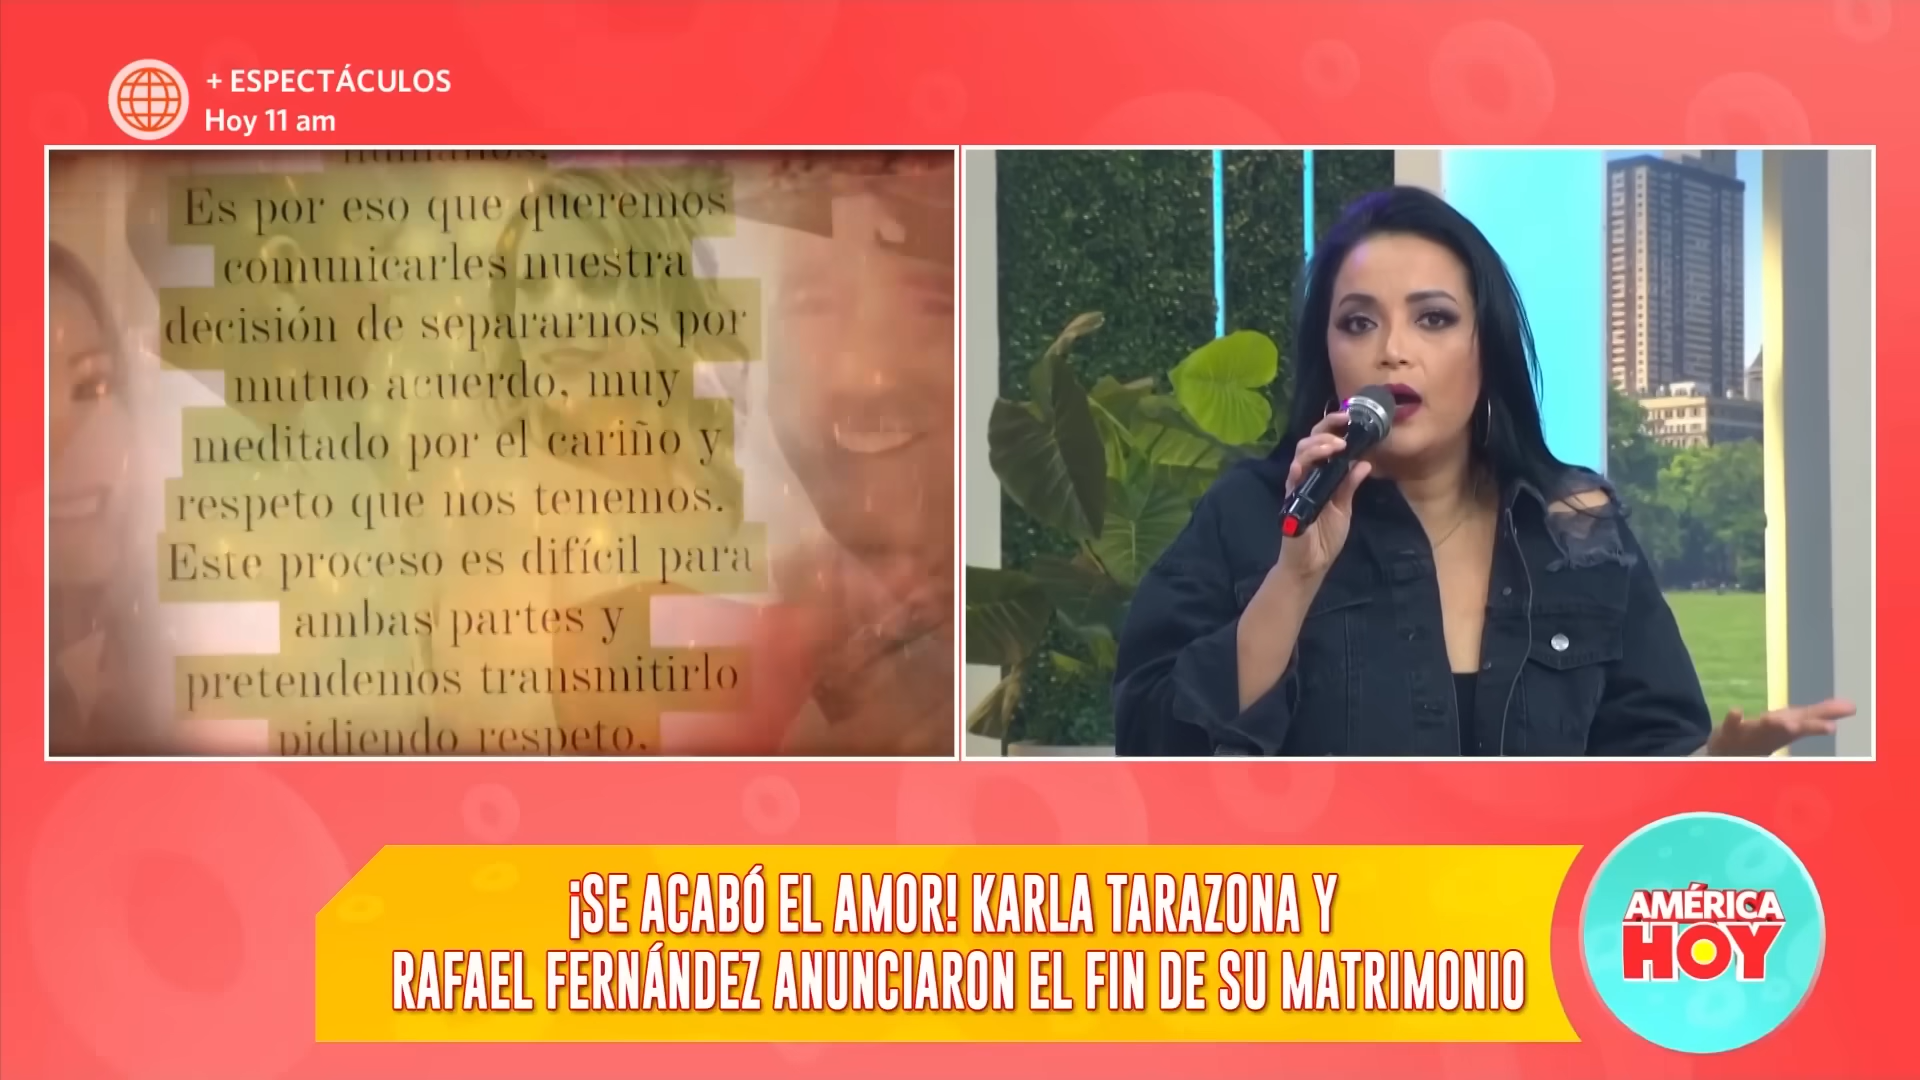 + ESPECTÁCULOS
Hoy 11 am
humanos.
Es por eso que queremos
comunicarles nuestra
decisión de separarnos por
mutuo acuerdo, muy
meditado por el cariño y
respeto que nos tenemos.
Este proceso es difícil para
ambas partes y
pretendemos transmitirlo
pidiendo respeto.
¡SE ACABÓ EL AMOR! KARLA TARAZONA Y
RAFAEL FERNÁNDEZ ANUNCIARON EL FIN DE SU MATRIMONIO
AMÉRICA
HOY